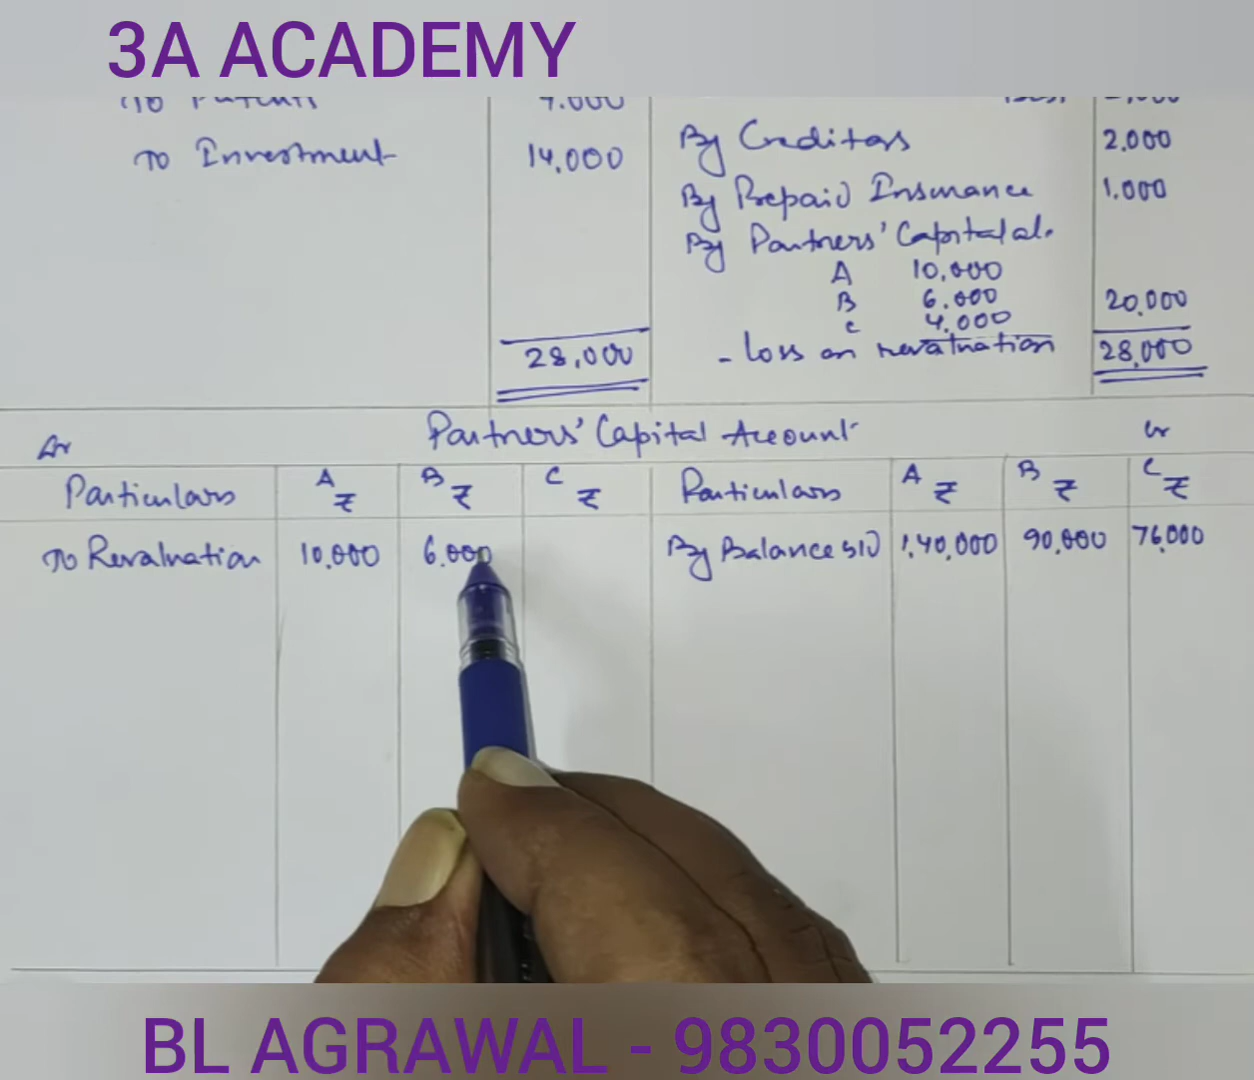 3A ACADEMY
To Investment 14,000 By Creditors 2,000
By Prepaid Insurance 1,000
By Partners' Capital a/c.
A 10,000
B 6,000 20,000
C 4,000
28,000 - Loss on revaluation 28,000
Dr Partners' Capital Account Cr
Particulars A ₹ B ₹ C ₹ Particulars A ₹ B ₹ C ₹
To Revaluation 10,000 6,000 By Balance b/d 1,40,000 90,000 76,000
BL AGRAWAL - 9830052255